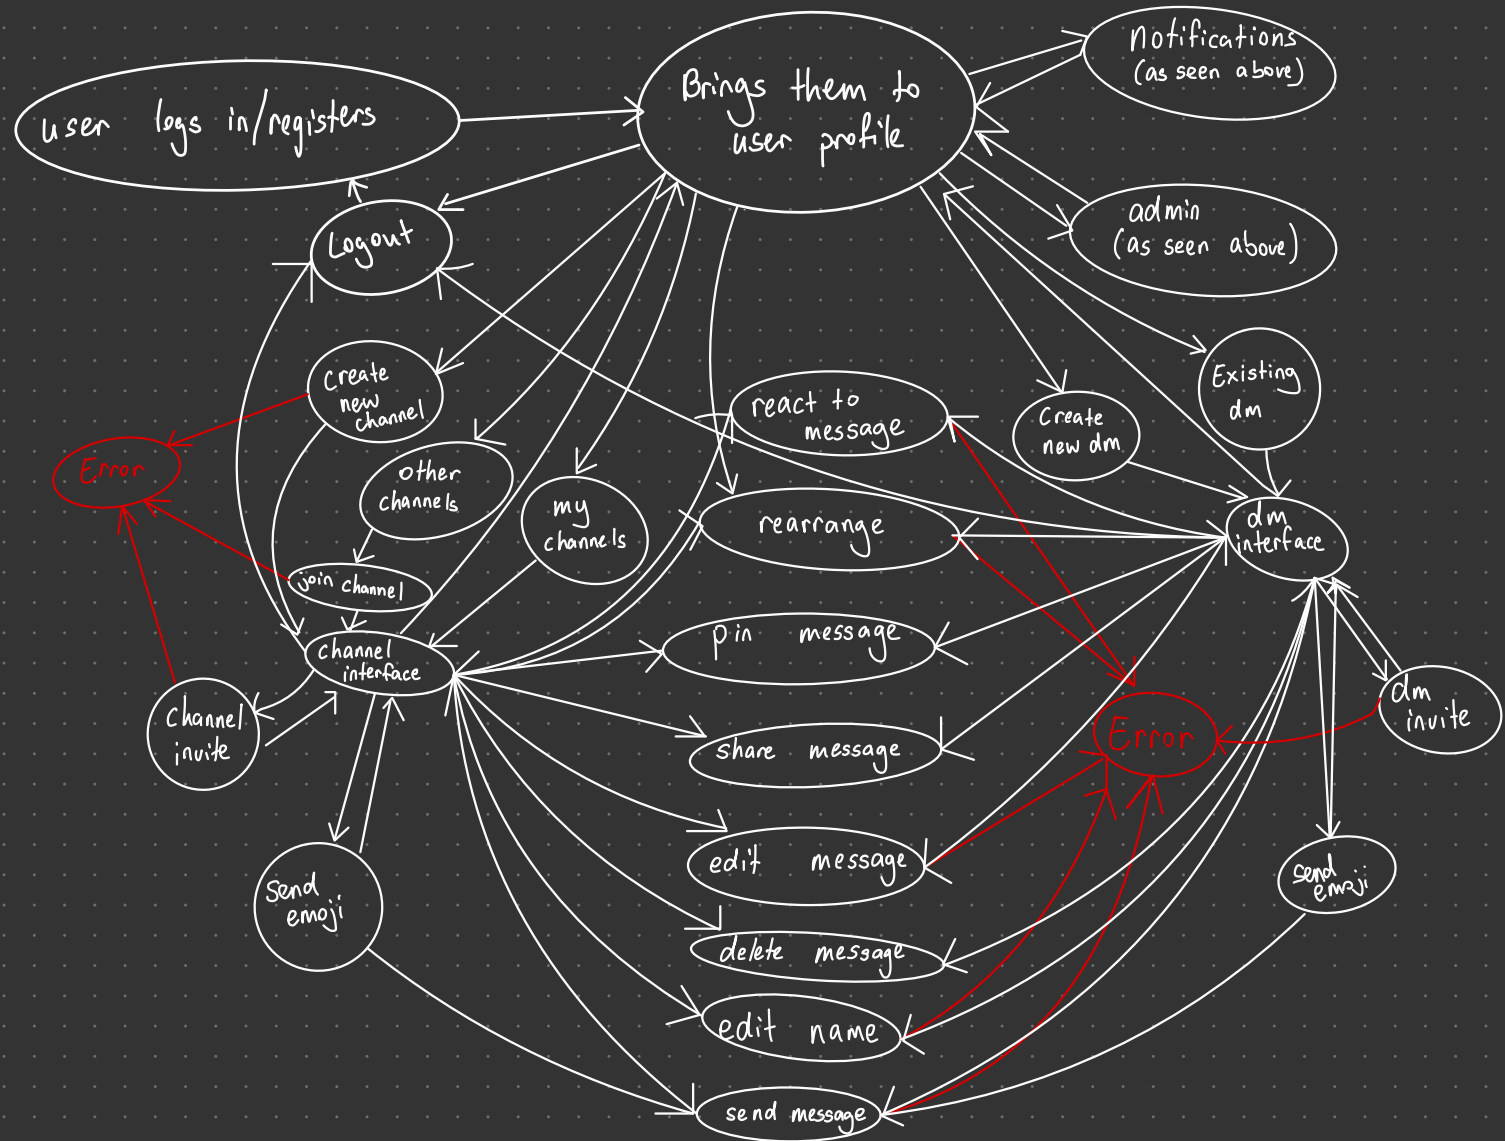 Notifications
(as seen above)
Brings them to
user profile
user logs in/registers
admin
(as seen above)
Logout
Create
new
channel
Existing
dm
react to
message
Create
new dm
Error
other
channels
my
channels
rearrange
dm
interface
join channel
channel
interface
pin message
channel
invite
dm
invite
share message
Error
edit message
send
emoji
send
emoji
delete message
edit name
send message